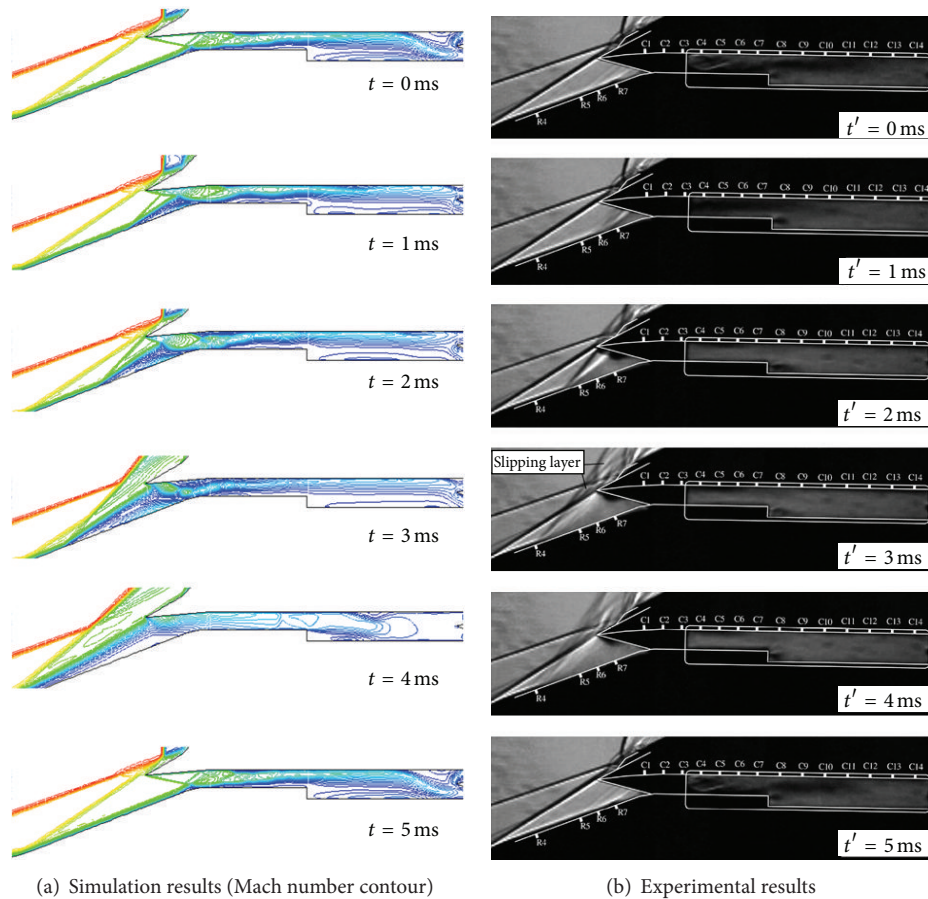 t = 0 ms
t = 1 ms
t = 2 ms
t = 3 ms
t = 4 ms
t = 5 ms
(a) Simulation results (Mach number contour)
C1 C2 C3 C4 C5 C6 C7 C8 C9 C10 C11 C12 C13 C14
R4 R5 R6 R7
t′ = 0 ms
C1 C2 C3 C4 C5 C6 C7 C8 C9 C10 C11 C12 C13 C14
R4 R5 R6 R7
t′ = 1 ms
C1 C2 C3 C4 C5 C6 C7 C8 C9 C10 C11 C12 C13 C14
R4 R5 R6 R7
t′ = 2 ms
Slipping layer
C1 C2 C3 C4 C5 C6 C7 C8 C9 C10 C11 C12 C13 C14
R4 R5 R6 R7
t′ = 3 ms
C1 C2 C3 C4 C5 C6 C7 C8 C9 C10 C11 C12 C13 C14
R4 R5 R6 R7
t′ = 4 ms
C1 C2 C3 C4 C5 C6 C7 C8 C9 C10 C11 C12 C13 C14
R4 R5 R6 R7
t′ = 5 ms
(b) Experimental results